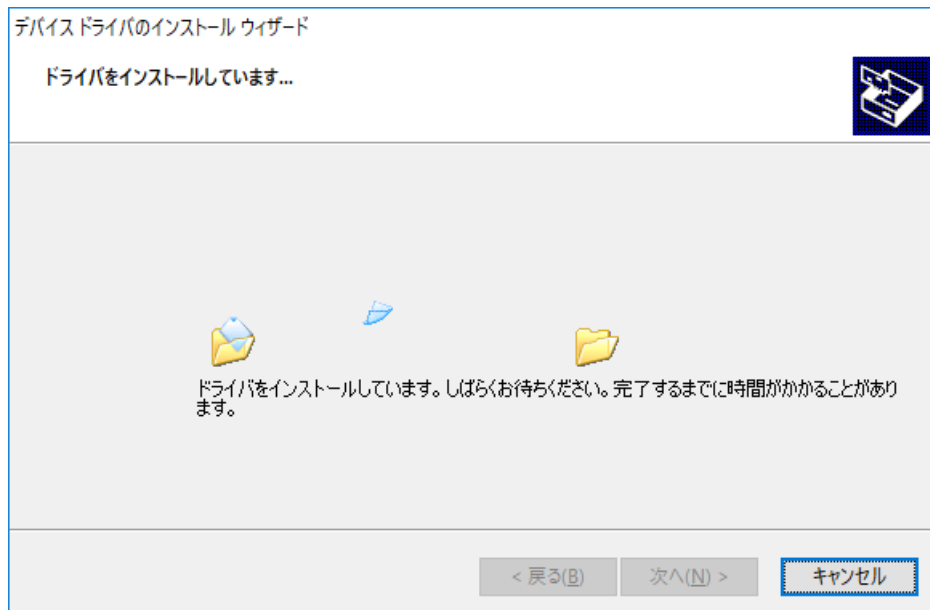 デバイス ドライバのインストール ウィザード
ドライバをインストールしています...
ドライバをインストールしています。しばらくお待ちください。完了するまでに時間がかかることがあり
ます。
< 戻る(B)
次へ(N) >
キャンセル